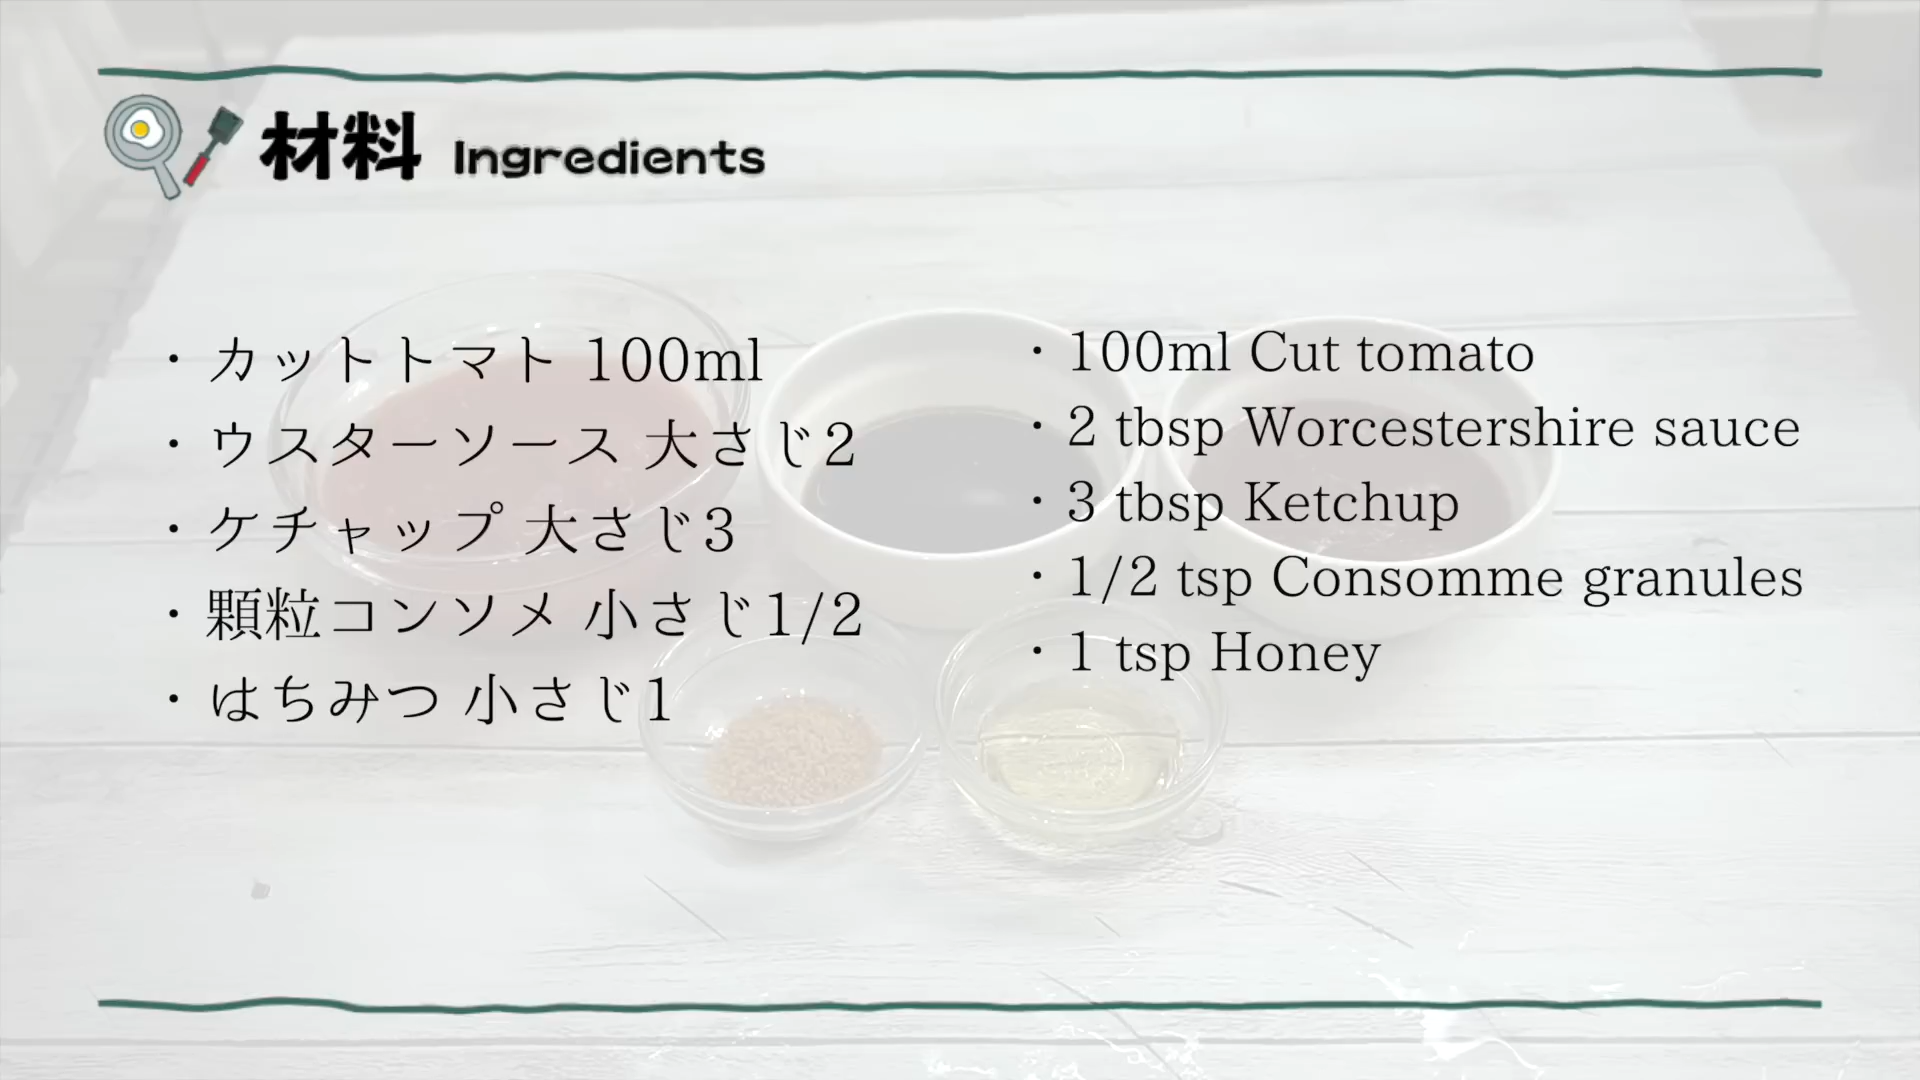 材料 Ingredients
・カットトマト 100ml
・ウスターソース 大さじ2
・ケチャップ 大さじ3
・顆粒コンソメ 小さじ1/2
・はちみつ 小さじ1
・100ml Cut tomato
・2 tbsp Worcestershire sauce
・3 tbsp Ketchup
・1/2 tsp Consomme granules
・1 tsp Honey